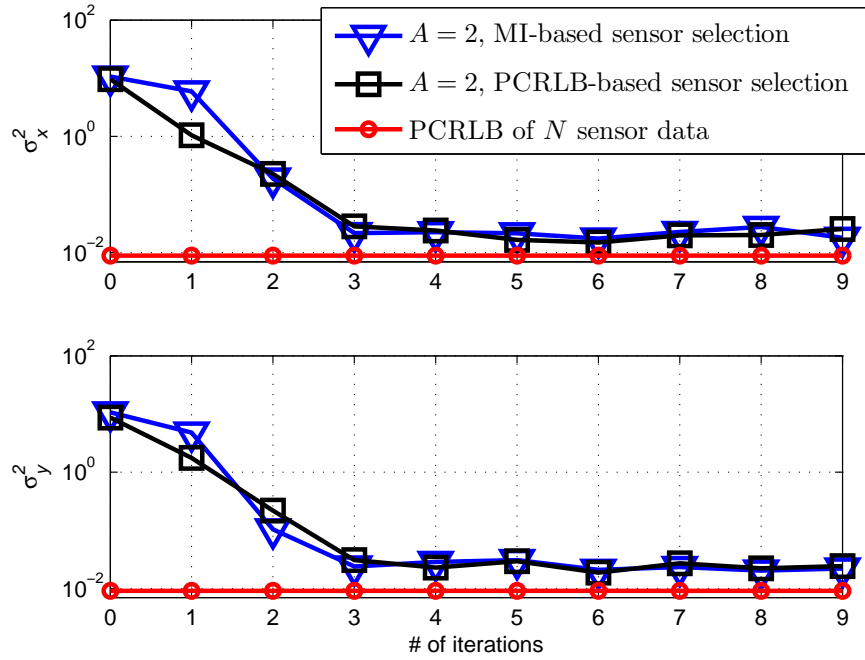 10^2
10^0
10^-2
σ_x^2
A = 2, MI-based sensor selection
A = 2, PCRLB-based sensor selection
PCRLB of N sensor data
0 1 2 3 4 5 6 7 8 9
10^2
10^0
10^-2
σ_y^2
0 1 2 3 4 5 6 7 8 9
# of iterations